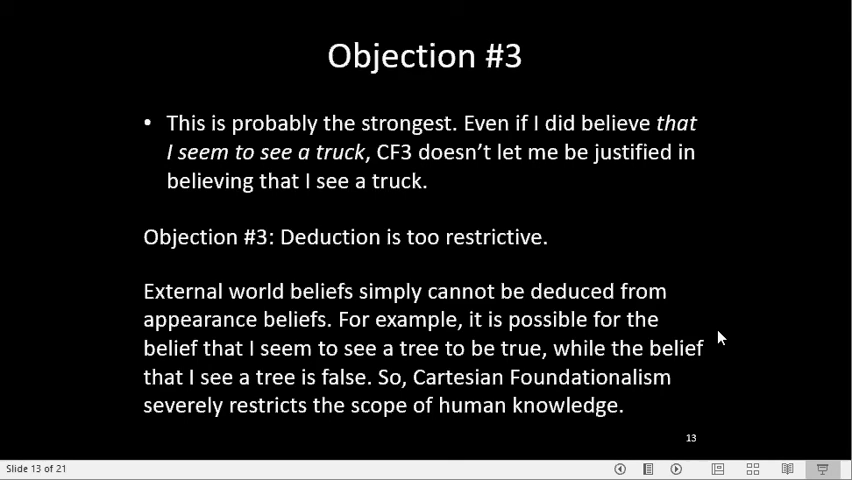 Objection #3
• This is probably the strongest. Even if I did believe that
I seem to see a truck, CF3 doesn't let me be justified in
believing that I see a truck.
Objection #3: Deduction is too restrictive.
External world beliefs simply cannot be deduced from
appearance beliefs. For example, it is possible for the
belief that I seem to see a tree to be true, while the belief
that I see a tree is false. So, Cartesian Foundationalism
severely restricts the scope of human knowledge.
13
Slide 13 of 21